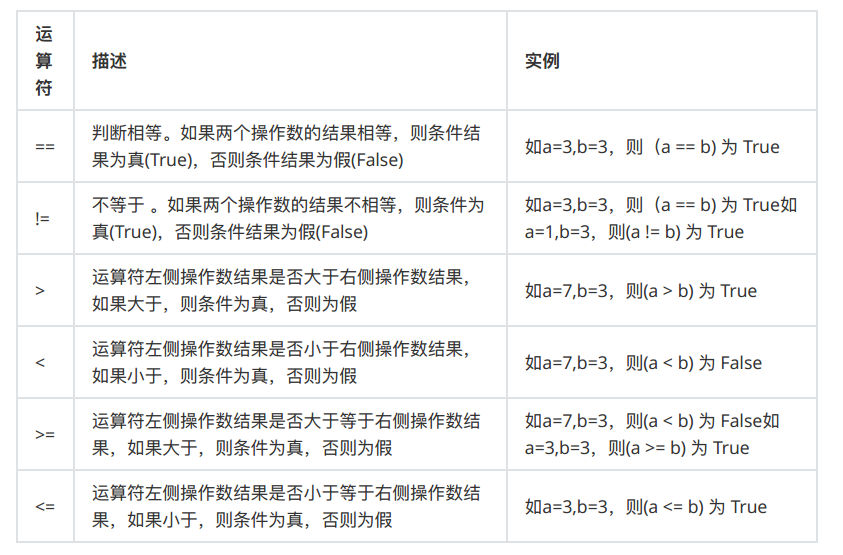 运
算
符
描述
实例
==
判断相等。如果两个操作数的结果相等，则条件结
果为真(True)，否则条件结果为假(False)
如a=3,b=3，则（a == b) 为 True
!=
不等于 。如果两个操作数的结果不相等，则条件为
真(True)，否则条件结果为假(False)
如a=3,b=3，则（a == b) 为 True如
a=1,b=3，则(a != b) 为 True
>
运算符左侧操作数结果是否大于右侧操作数结果，
如果大于，则条件为真，否则为假
如a=7,b=3，则(a > b) 为 True
<
运算符左侧操作数结果是否小于右侧操作数结果，
如果小于，则条件为真，否则为假
如a=7,b=3，则(a < b) 为 False
>=
运算符左侧操作数结果是否大于等于右侧操作数结
果，如果大于，则条件为真，否则为假
如a=7,b=3，则(a < b) 为 False如
a=3,b=3，则(a >= b) 为 True
<=
运算符左侧操作数结果是否小于等于右侧操作数结
果，如果小于，则条件为真，否则为假
如a=3,b=3，则(a <= b) 为 True